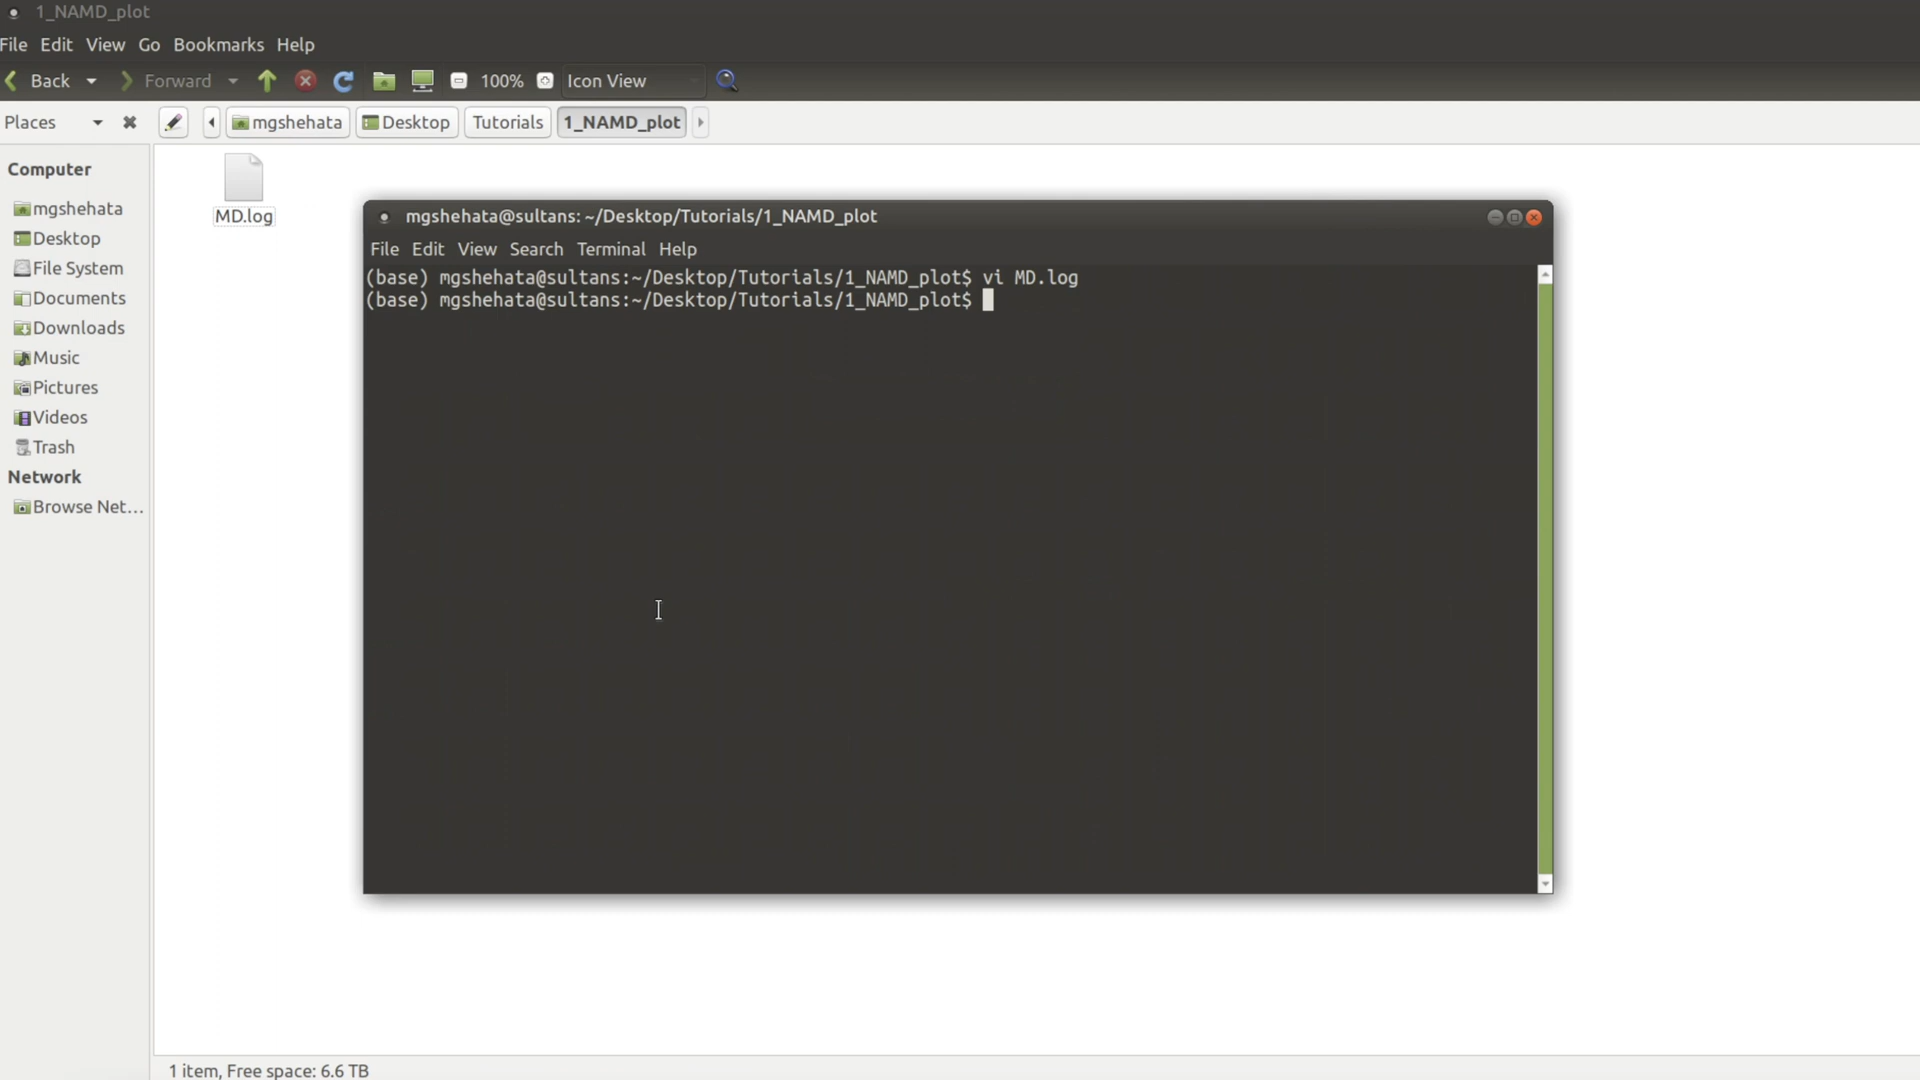 1_NAMD_plot
File Edit View Go Bookmarks Help
Back Forward 100% Icon View
Places mgshehata Desktop Tutorials 1_NAMD_plot
Computer
mgshehata
Desktop
File System
Documents
Downloads
Music
Pictures
Videos
Trash
Network
Browse Net…
MD.log
mgshehata@sultans: ~/Desktop/Tutorials/1_NAMD_plot
File Edit View Search Terminal Help
(base) mgshehata@sultans:~/Desktop/Tutorials/1_NAMD_plot$ vi MD.log
(base) mgshehata@sultans:~/Desktop/Tutorials/1_NAMD_plot$
1 item, Free space: 6.6 TB